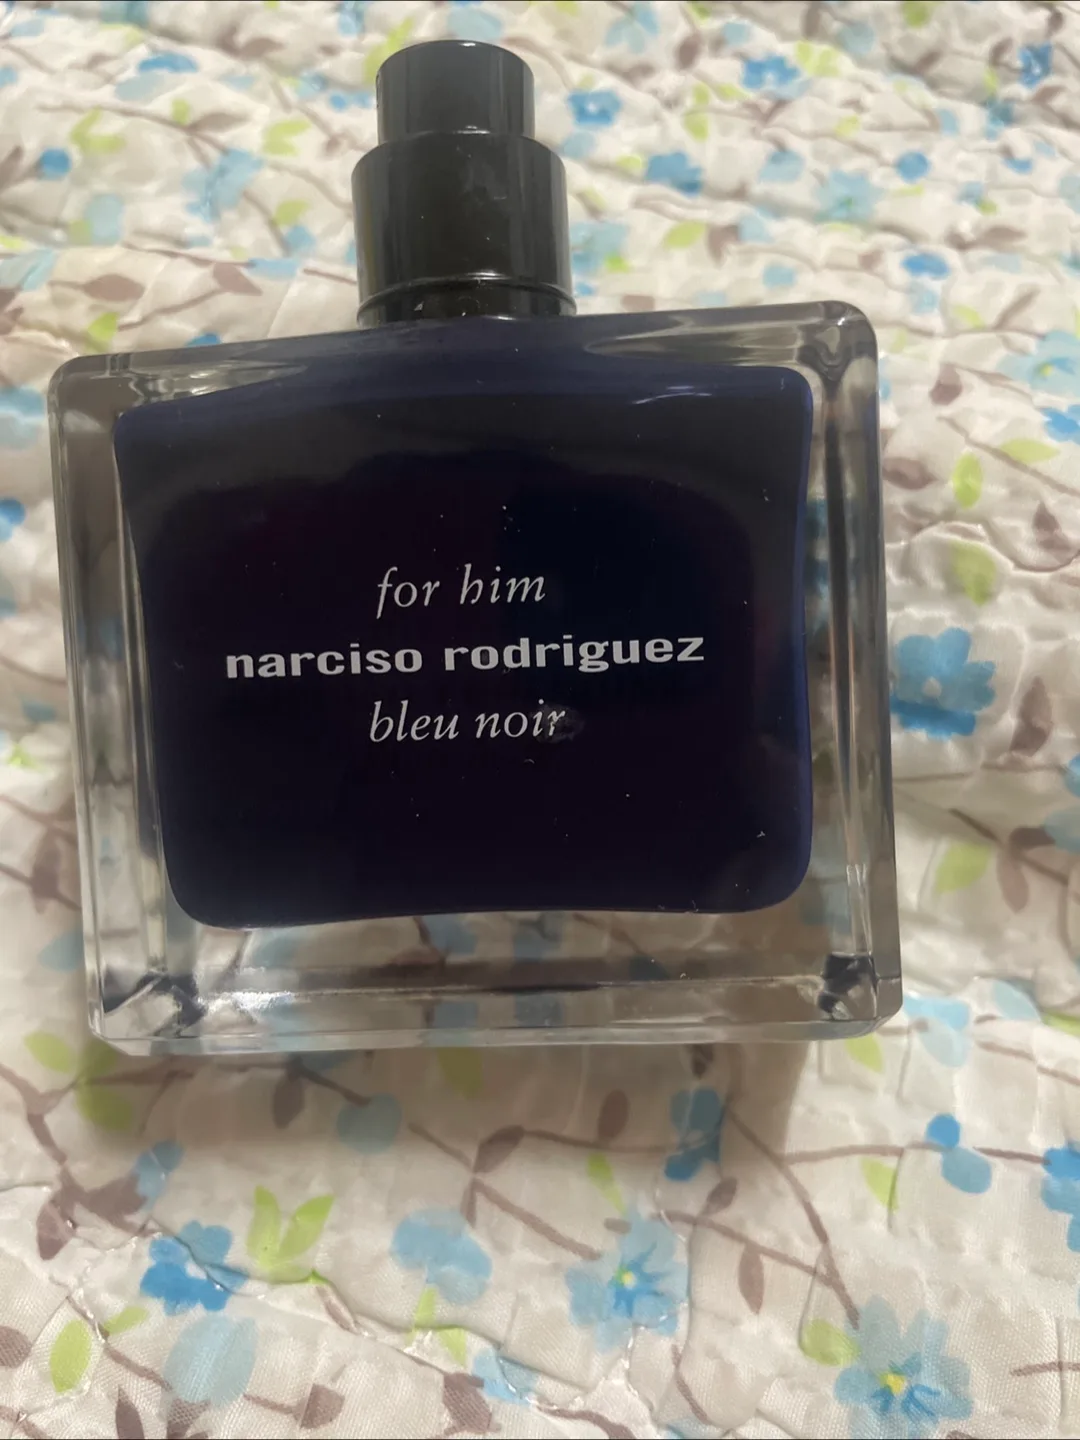 for him
narciso rodriguez
bleu noir